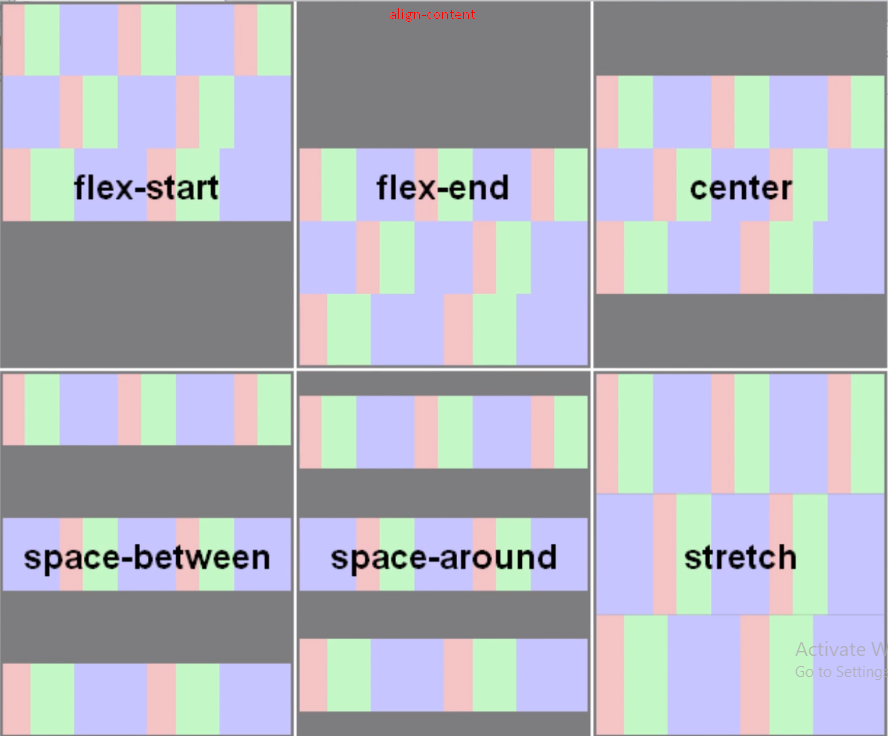 align-content
flex-start
flex-end
center
space-between
space-around
stretch
Activate W
Go to Setting